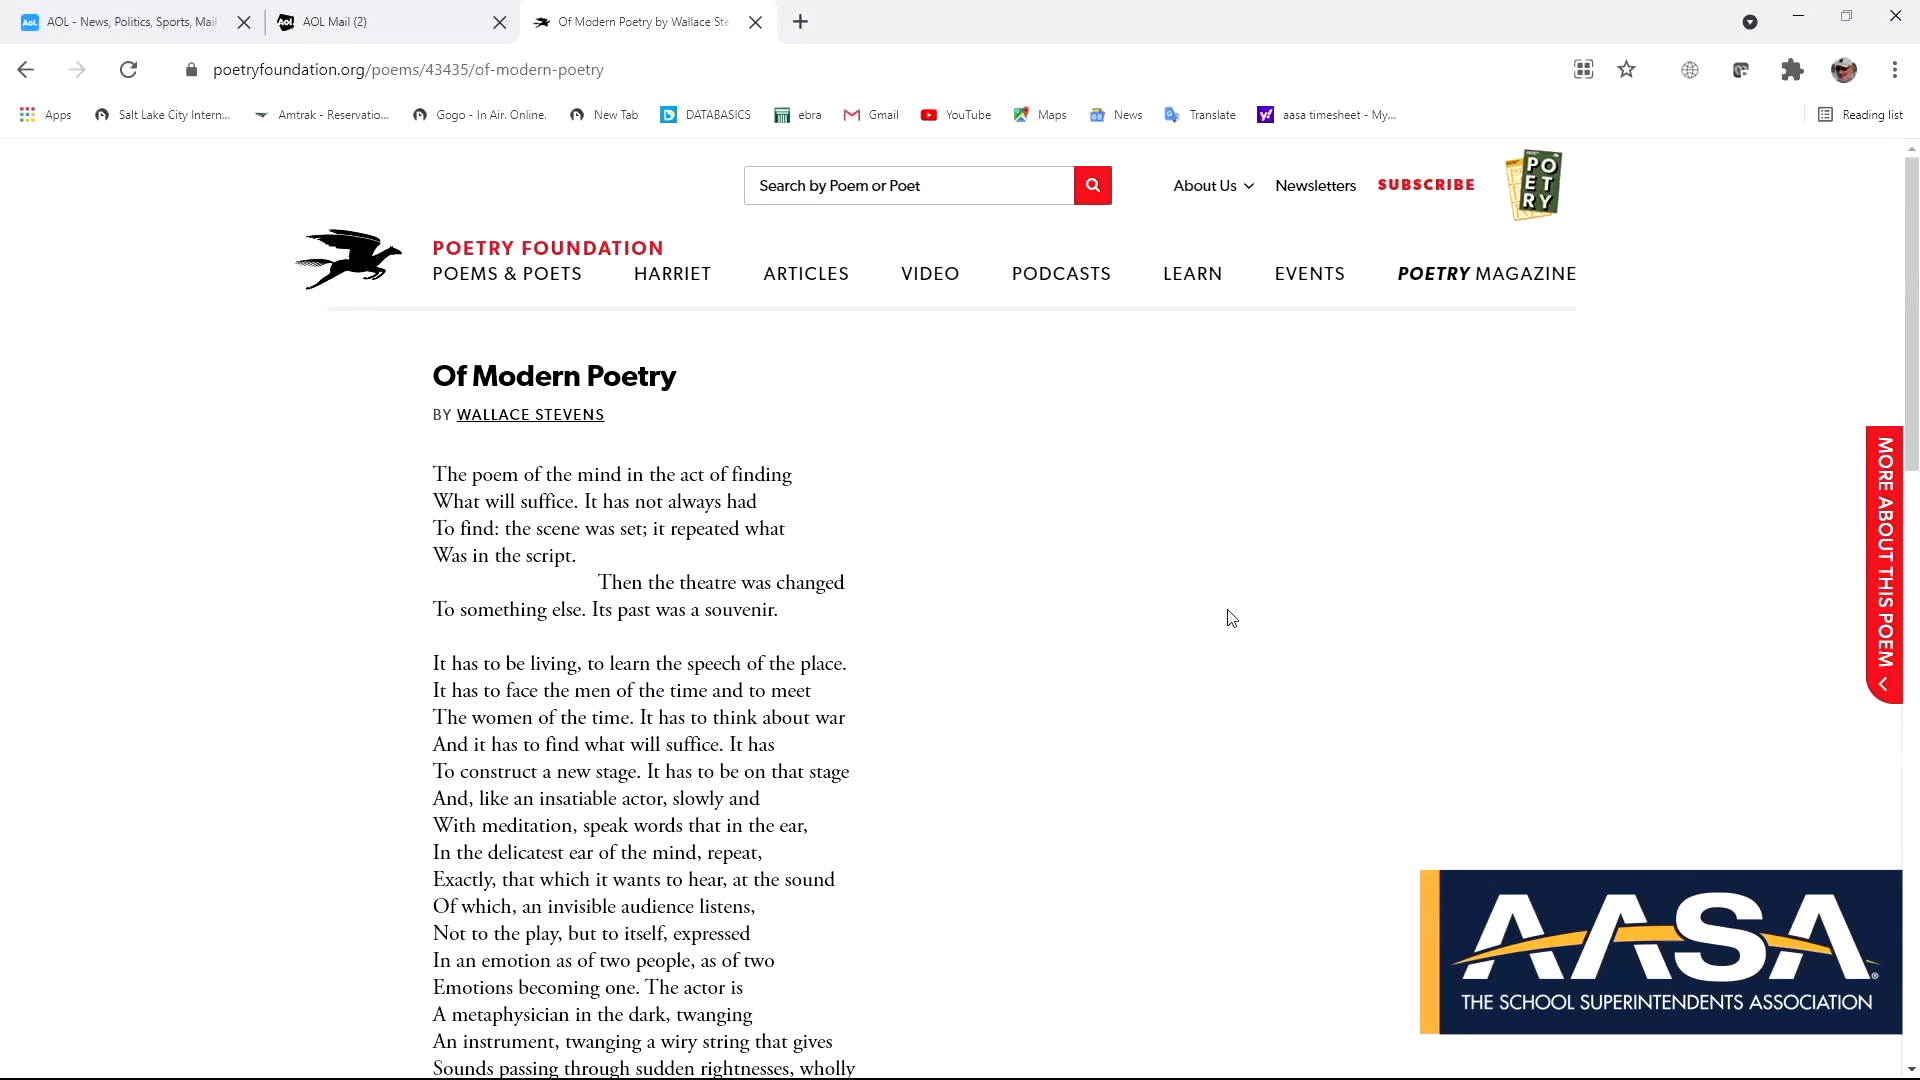 AOL - News, Politics, Sports, Mail
AOL Mail (2)
Of Modern Poetry by Wallace Ste
poetryfoundation.org/poems/43435/of-modern-poetry
Apps
Salt Lake City Intern...
Amtrak - Reservatio...
Gogo - In Air. Online.
New Tab
DATABASICS
ebra
Gmail
YouTube
Maps
News
Translate
aasa timesheet - My...
Reading list
Search by Poem or Poet
About Us
Newsletters
SUBSCRIBE
PO
ET
RY
POETRY FOUNDATION
POEMS & POETS
HARRIET
ARTICLES
VIDEO
PODCASTS
LEARN
EVENTS
POETRY MAGAZINE
Of Modern Poetry
BY WALLACE STEVENS
The poem of the mind in the act of finding
What will suffice. It has not always had
To find: the scene was set; it repeated what
Was in the script.
Then the theatre was changed
To something else. Its past was a souvenir.
It has to be living, to learn the speech of the place.
It has to face the men of the time and to meet
The women of the time. It has to think about war
And it has to find what will suffice. It has
To construct a new stage. It has to be on that stage
And, like an insatiable actor, slowly and
With meditation, speak words that in the ear,
In the delicatest ear of the mind, repeat,
Exactly, that which it wants to hear, at the sound
Of which, an invisible audience listens,
Not to the play, but to itself, expressed
In an emotion as of two people, as of two
Emotions becoming one. The actor is
A metaphysician in the dark, twanging
An instrument, twanging a wiry string that gives
Sounds passing through sudden rightnesses, wholly
MORE ABOUT THIS POEM
AASA
THE SCHOOL SUPERINTENDENTS ASSOCIATION